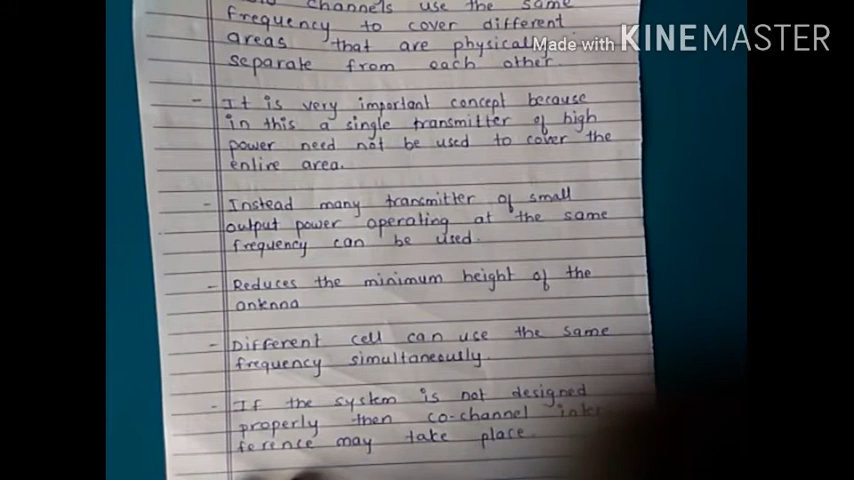 channels use the same
frequency to cover different
areas that are physical
Made with KINEMASTER
separate from each other
- It is very important concept because
in this a single transmitter of high
power need not be used to cover the
entire area.
- Instead many transmitter of small
output power operating at the same
frequency can be used.
- Reduces the minimum height of the
antenna
- Different cell can use the same
frequency simultaneously.
- If the system is not designed
properly then co-channel inter
ference may take place.